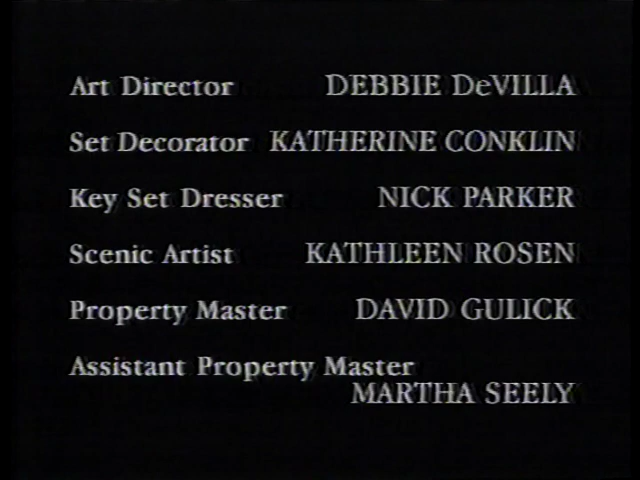 Art Director DEBBIE DeVILLA
Set Decorator KATHERINE CONKLIN
Key Set Dresser NICK PARKER
Scenic Artist KATHLEEN ROSEN
Property Master DAVID GULICK
Assistant Property Master
MARTHA SEELY